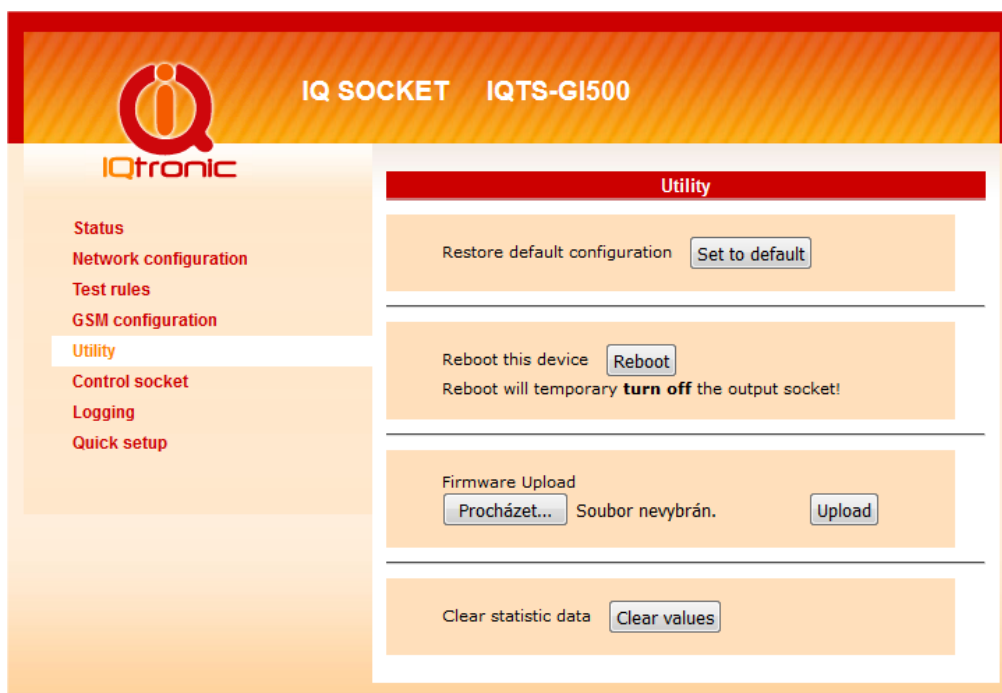 IQ SOCKET IQTS-GI500
IQtronic
Status
Network configuration
Test rules
GSM configuration
Utility
Control socket
Logging
Quick setup
Utility
Restore default configuration Set to default
Reboot this device Reboot
Reboot will temporary turn off the output socket!
Firmware Upload
Procházet... Soubor nevybrán. Upload
Clear statistic data Clear values